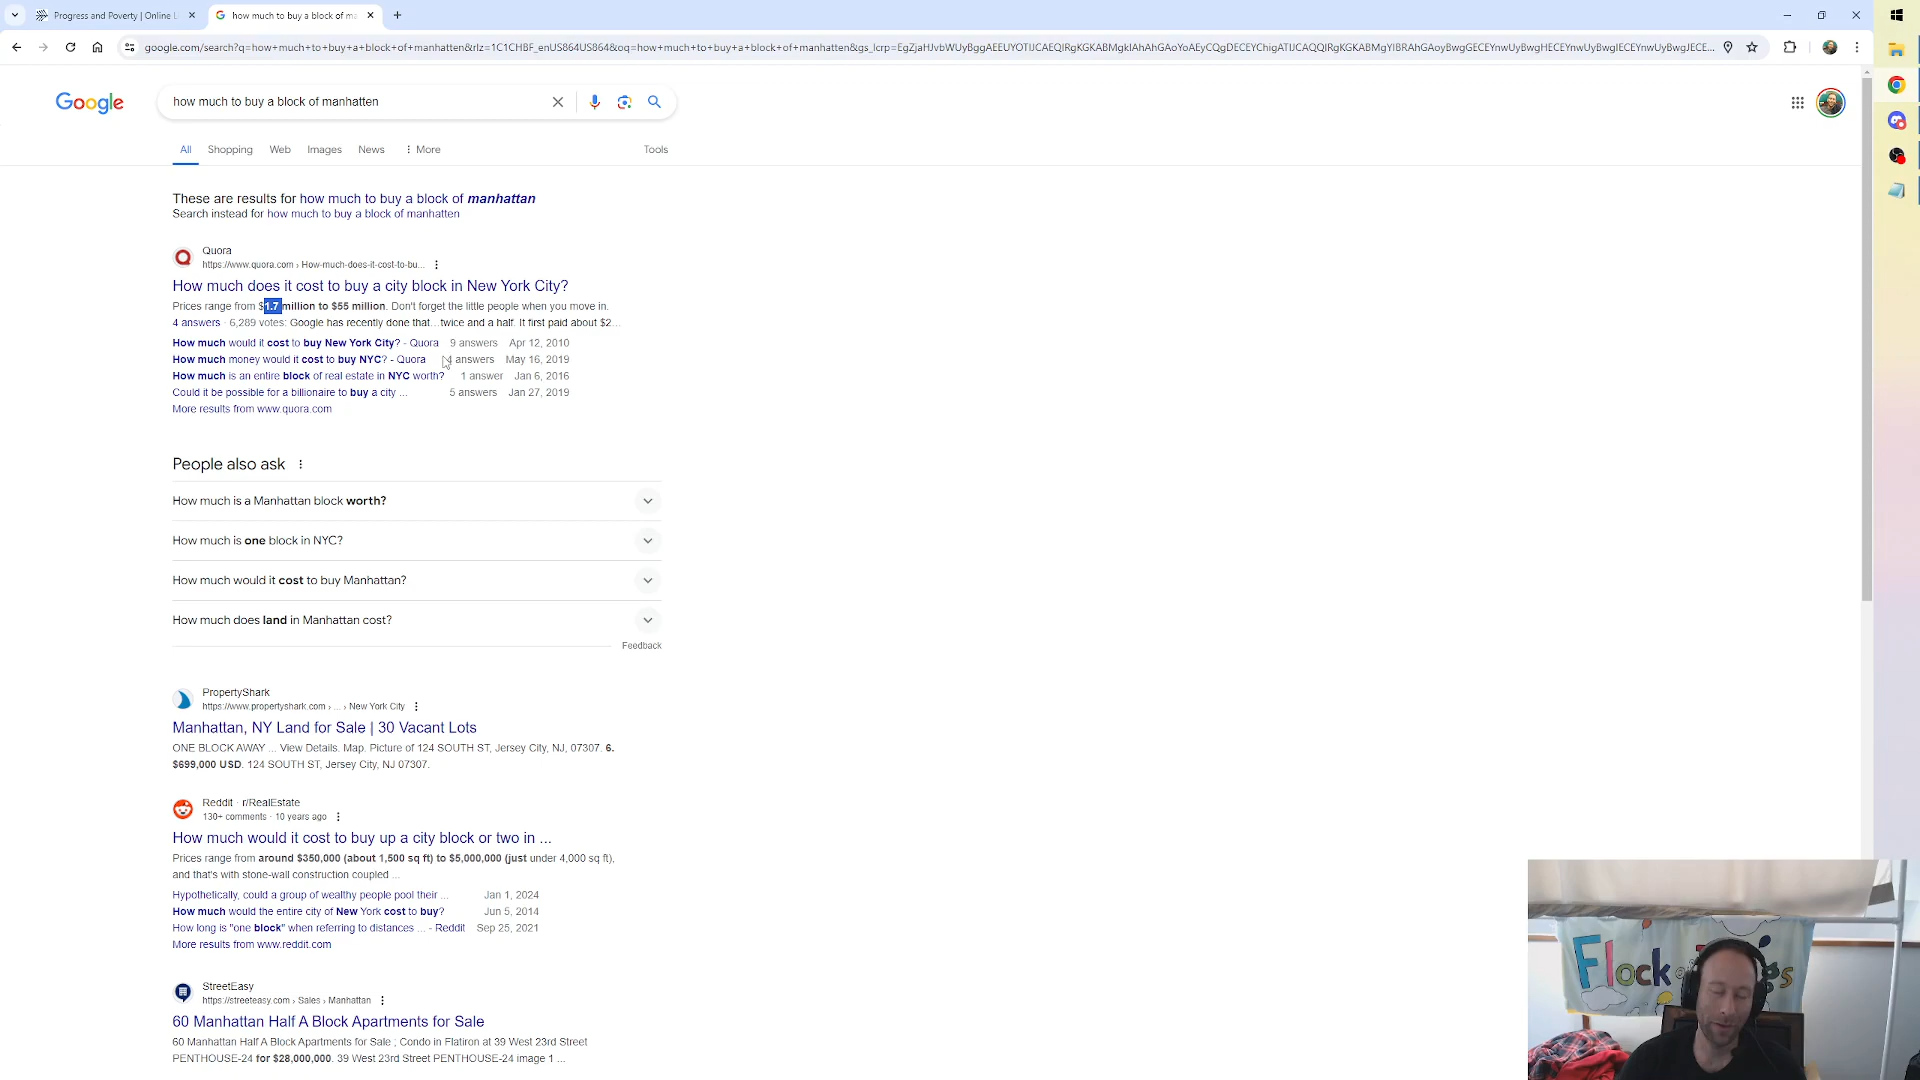 Progress and Poverty | Online L
how much to buy a block of ma
google.com/search?q=how+much+to+buy+a+block+of+manhatten&rlz=1C1CHBF_enUS864US864&oq=how+much+to+buy+a+block+of+manhatten&gs_lcrp=
Google
how much to buy a block of manhatten
All Shopping Web Images News More Tools
These are results for how much to buy a block of manhattan
Search instead for how much to buy a block of manhatten
Quora
https://www.quora.com › How-much-does-it-cost-to-bu...
How much does it cost to buy a city block in New York City?
Prices range from $1.7 million to $55 million. Don't forget the little people when you move in.
4 answers · 6,289 votes: Google has recently done that…twice and a half. It first paid about $2...
How much would it cost to buy New York City? - Quora 9 answers Apr 12, 2010
How much money would it cost to buy NYC? - Quora answers May 16, 2019
How much is an entire block of real estate in NYC worth? 1 answer Jan 6, 2016
Could it be possible for a billionaire to buy a city ... 5 answers Jan 27, 2019
More results from www.quora.com
People also ask
How much is a Manhattan block worth?
How much is one block in NYC?
How much would it cost to buy Manhattan?
How much does land in Manhattan cost?
Feedback
PropertyShark
https://www.propertyshark.com › ... › New York City
Manhattan, NY Land for Sale | 30 Vacant Lots
ONE BLOCK AWAY ... View Details. Map. Picture of 124 SOUTH ST, Jersey City, NJ, 07307. 6.
$699,000 USD. 124 SOUTH ST, Jersey City, NJ 07307.
Reddit · r/RealEstate
130+ comments · 10 years ago
How much would it cost to buy up a city block or two in ...
Prices range from around $350,000 (about 1,500 sq ft) to $5,000,000 (just under 4,000 sq ft),
and that's with stone-wall construction coupled ...
Hypothetically, could a group of wealthy people pool their ... Jan 1, 2024
How much would the entire city of New York cost to buy? Jun 5, 2014
How long is "one block" when referring to distances ... - Reddit Sep 25, 2021
More results from www.reddit.com
StreetEasy
https://streeteasy.com › Sales › Manhattan
60 Manhattan Half A Block Apartments for Sale
60 Manhattan Half A Block Apartments for Sale ; Condo in Flatiron at 39 West 23rd Street
PENTHOUSE-24 for $28,000,000. 39 West 23rd Street PENTHOUSE-24 image 1 ...
Flock